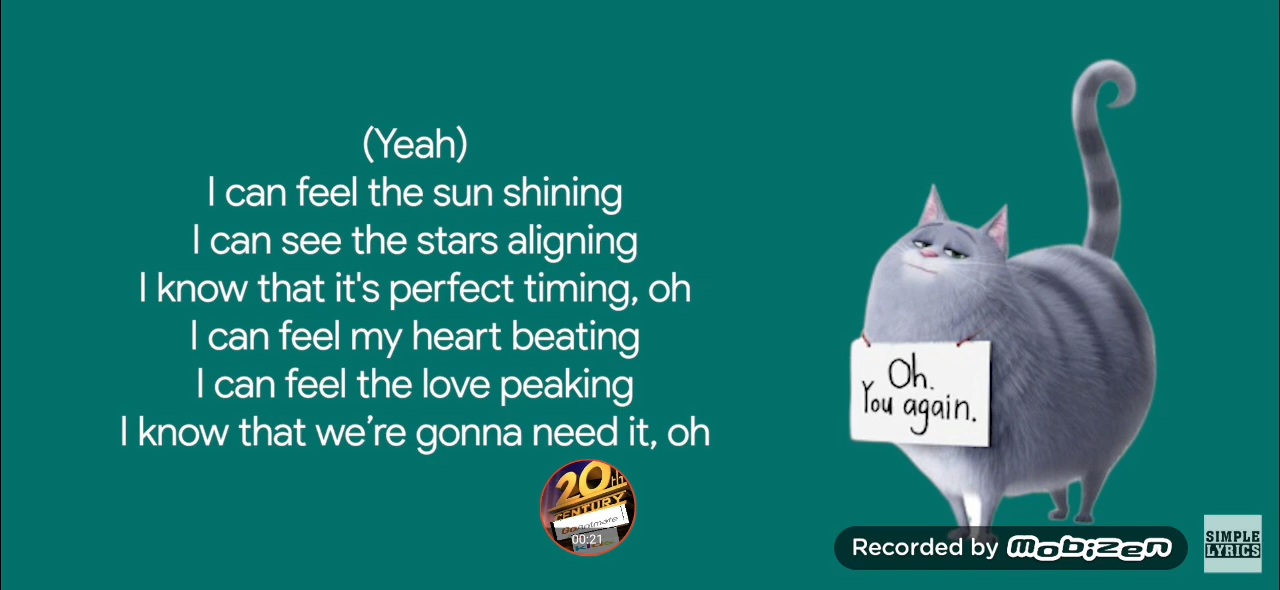 (Yeah)
I can feel the sun shining
I can see the stars aligning
I know that it's perfect timing, oh
I can feel my heart beating
I can feel the love peaking
I know that we’re gonna need it, oh
Oh.
You again.
20th
CENTURY
00:21
Recorded by mobizen
SIMPLE
LYRICS